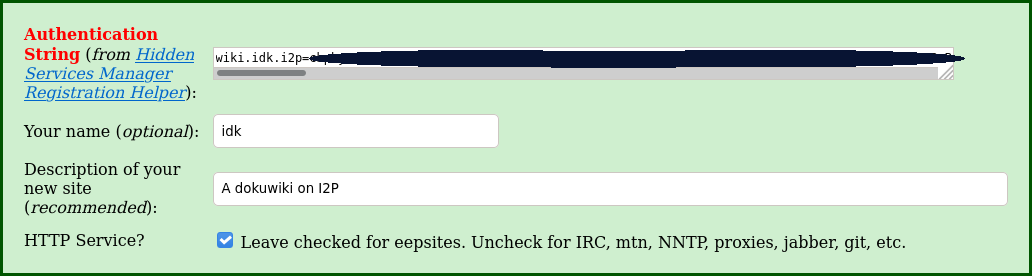 Authentication
String (from Hidden
Services Manager
Registration Helper):
wiki.idk.i2p=
Your name (optional):
idk
Description of your
new site
(recommended):
A dokuwiki on I2P
HTTP Service?
Leave checked for eepsites. Uncheck for IRC, mtn, NNTP, proxies, jabber, git, etc.